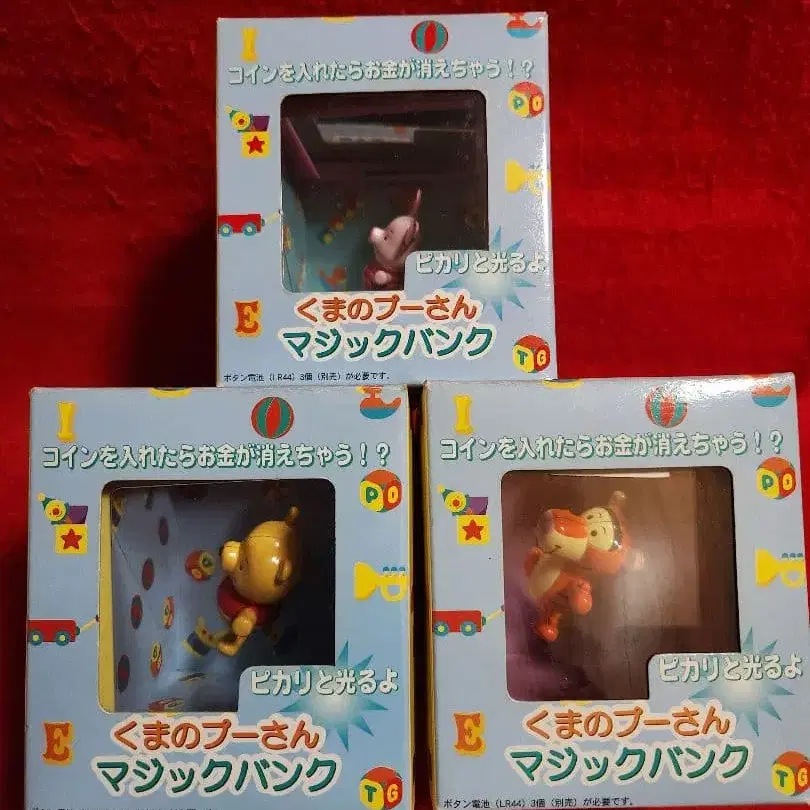 I
コインを入れたらお金が消えちゃう!?
P O
ピカリと光るよ
E
くまのプーさん
マジックバンク
T G
ボタン電池(LR44)3個(別売)が必要です。
I
コインを入れたらお金が消えちゃう!?
P O
ピカリと光るよ
E
くまのプーさん
マジックバンク
T G
I
コインを入れたらお金が消えちゃう!?
P O
ピカリと光るよ
E
くまのプーさん
マジックバンク
T G
ボタン電池(LR44)3個(別売)が必要です。